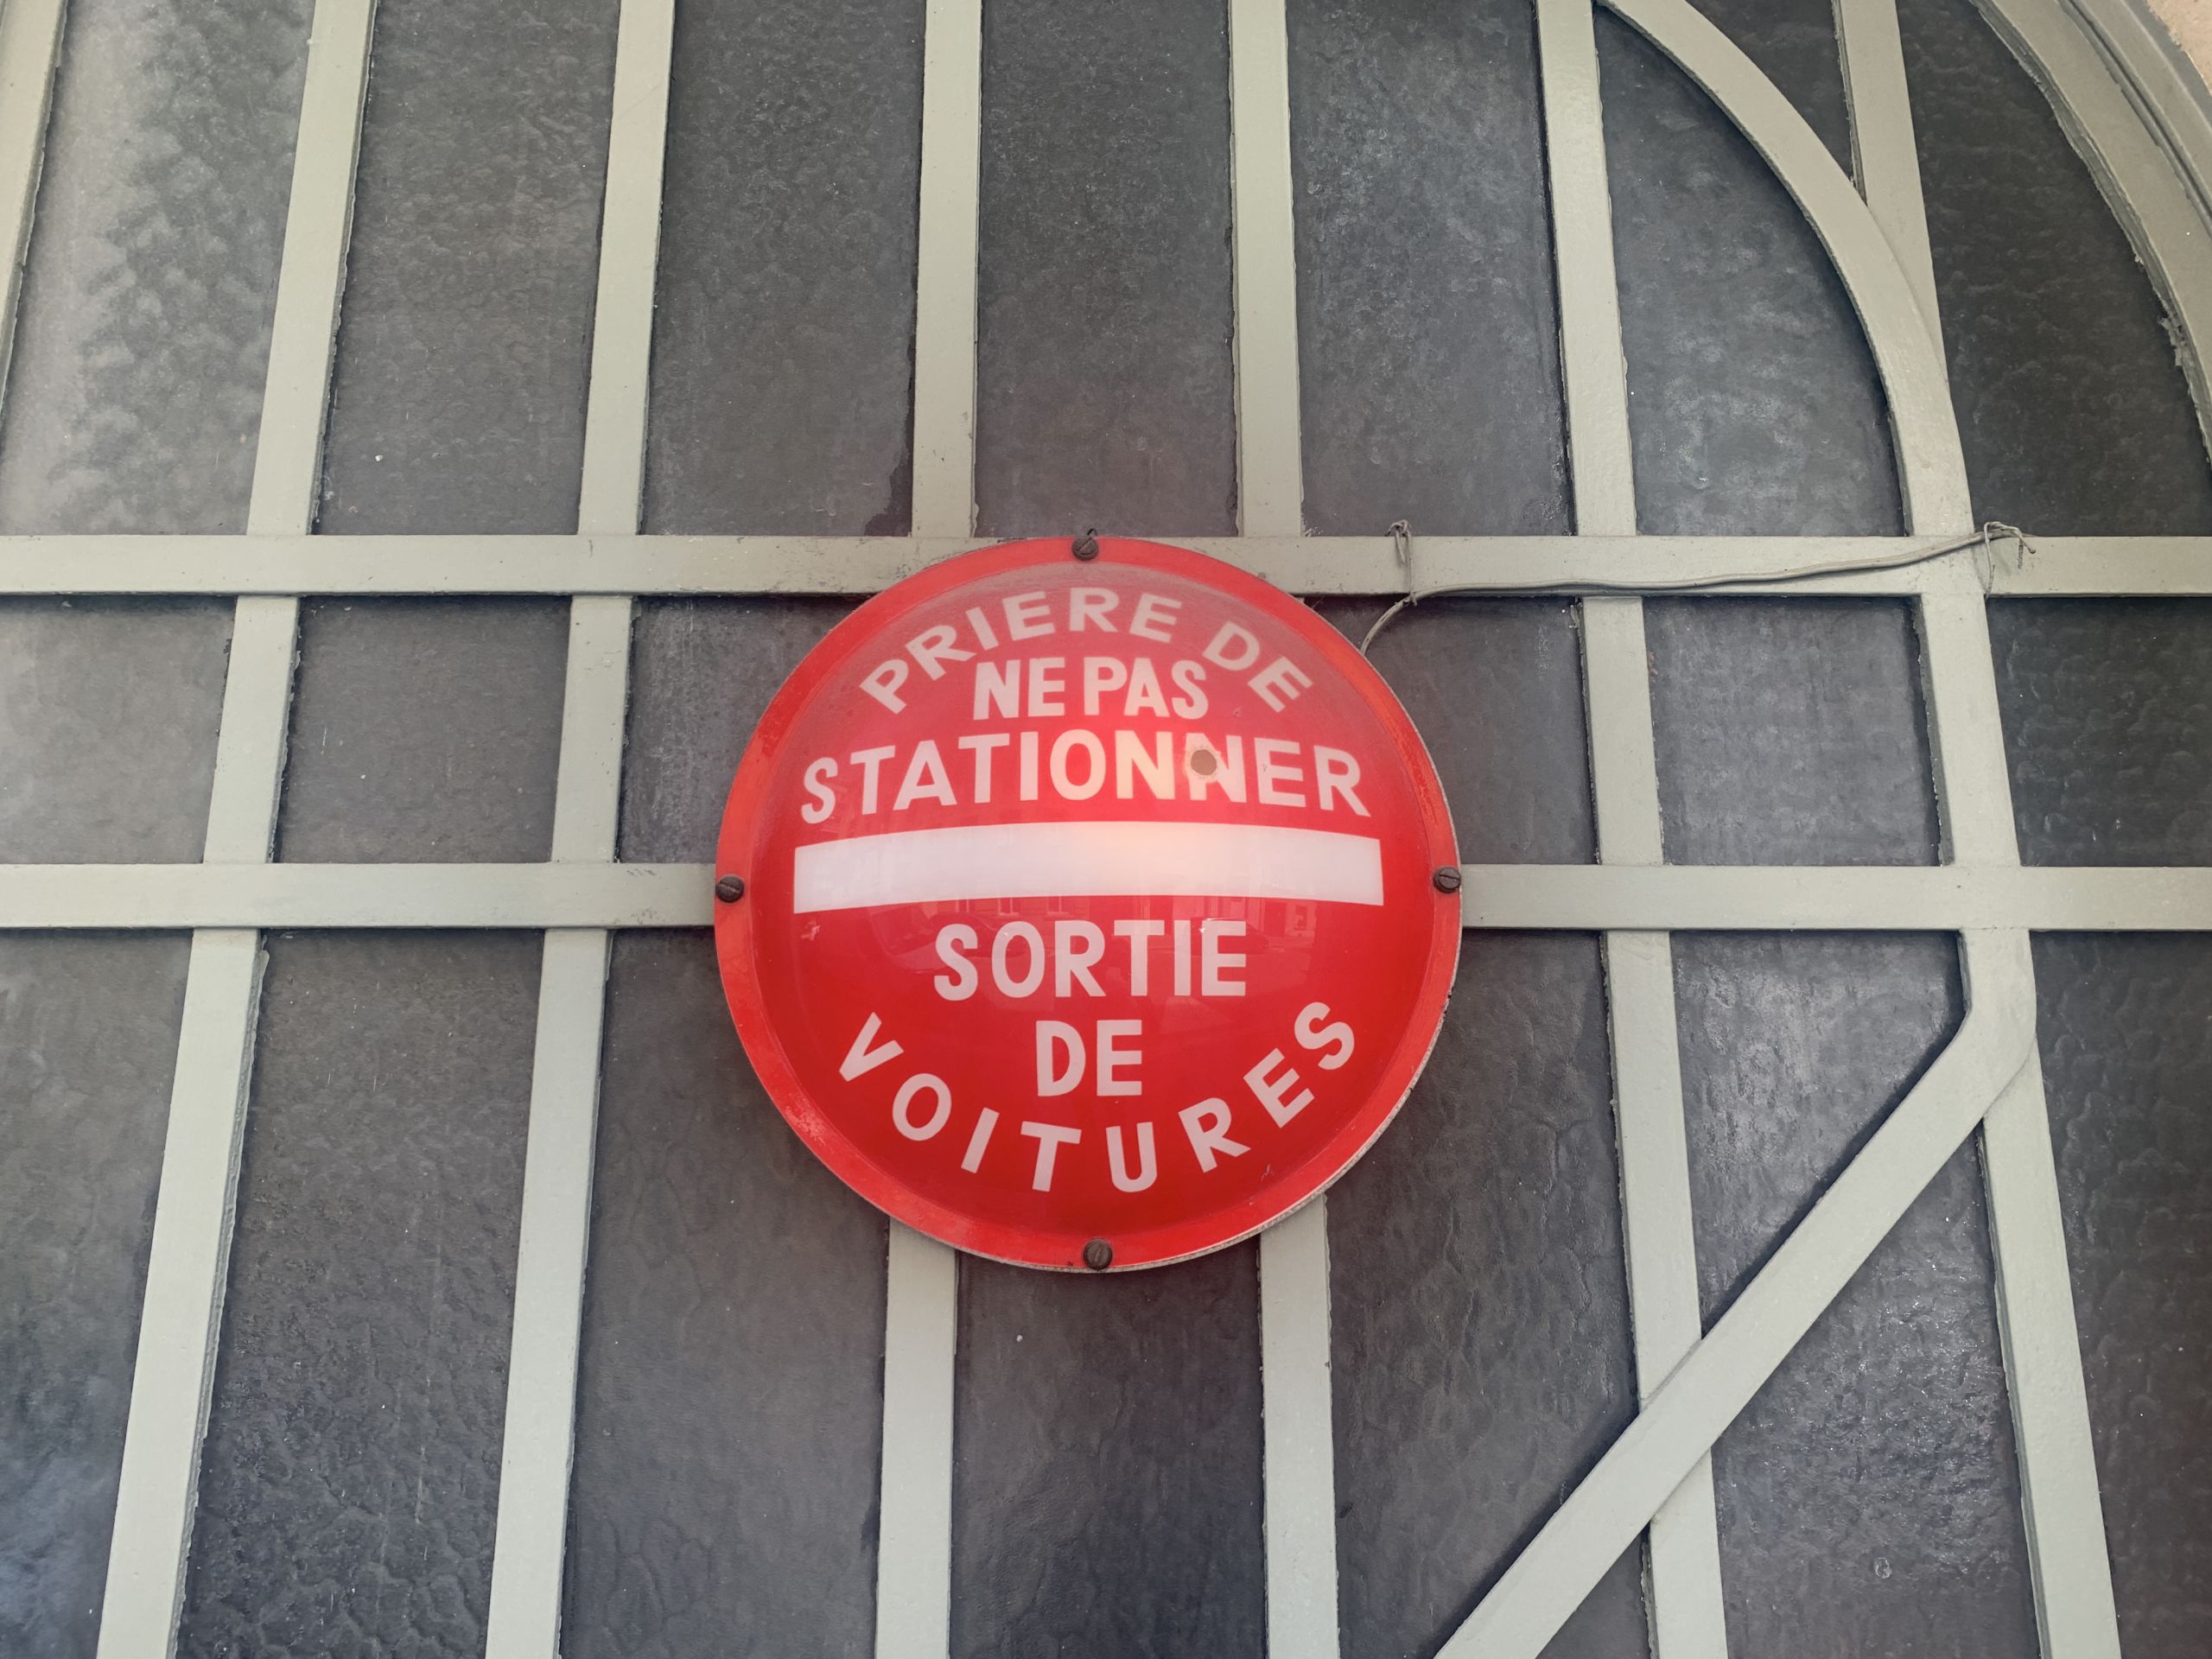 PRIERE DE
NE PAS
STATIONNER
SORTIE
DE
VOITURES